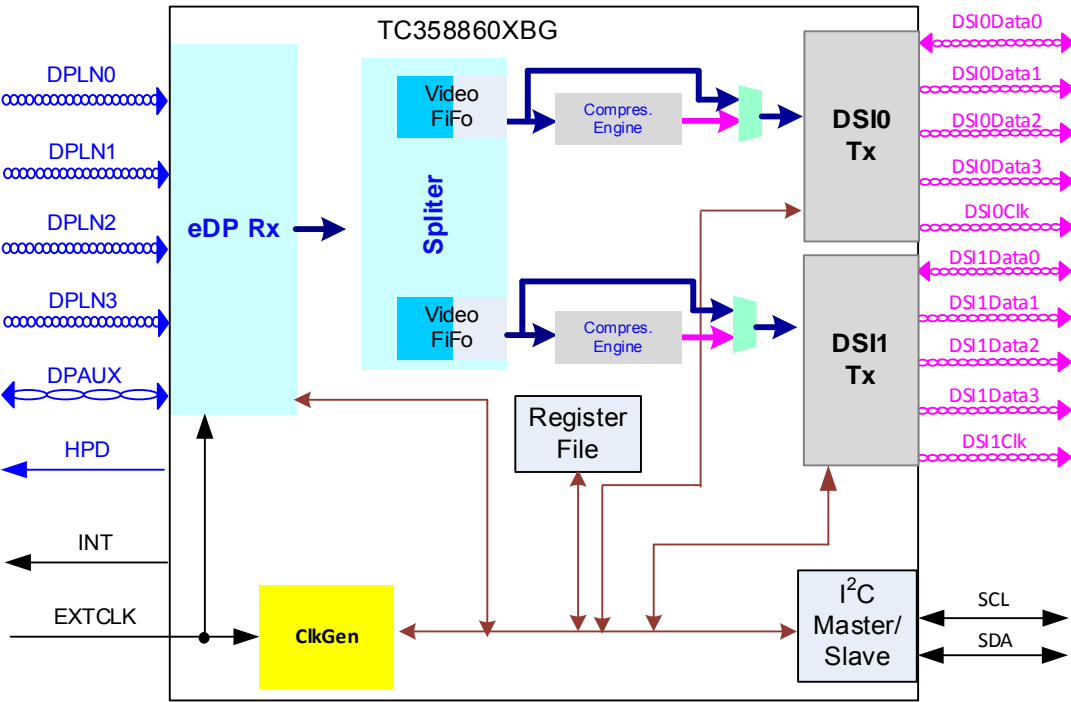 TC358860XBG
DPLN0
DPLN1
DPLN2
DPLN3
DPAUX
HPD
INT
EXTCLK
eDP Rx
Spliter
Video
FiFo
Compres.
Engine
Video
FiFo
Compres.
Engine
DSI0
Tx
DSI1
Tx
Register
File
ClkGen
I²C
Master/
Slave
DSI0Data0
DSI0Data1
DSI0Data2
DSI0Data3
DSI0Clk
DSI1Data0
DSI1Data1
DSI1Data2
DSI1Data3
DSI1Clk
SCL
SDA